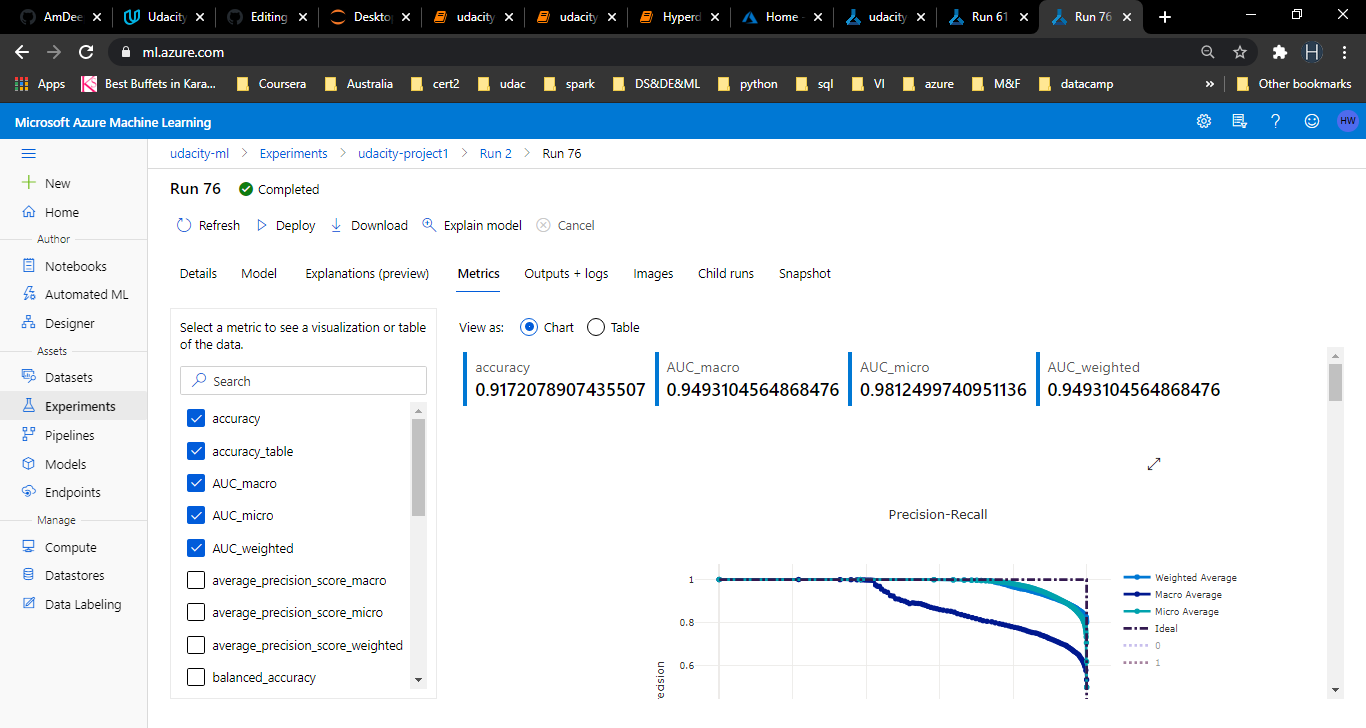 AmDee Udacity Editing Deskto udacity udacity Hyperd Home - udacity Run 61 Run 76
ml.azure.com
Apps Best Buffets in Kara... Coursera Australia cert2 udac spark DS&DE&ML python sql VI azure M&F datacamp » Other bookmarks
Microsoft Azure Machine Learning HW
udacity-ml > Experiments > udacity-project1 > Run 2 > Run 76
New
Home
Author
Notebooks
Automated ML
Designer
Assets
Datasets
Experiments
Pipelines
Models
Endpoints
Manage
Compute
Datastores
Data Labeling
Run 76 Completed
Refresh Deploy Download Explain model Cancel
Details Model Explanations (preview) Metrics Outputs + logs Images Child runs Snapshot
Select a metric to see a visualization or table
of the data.
Search
accuracy
accuracy_table
AUC_macro
AUC_micro
AUC_weighted
average_precision_score_macro
average_precision_score_micro
average_precision_score_weighted
balanced_accuracy
View as: Chart Table
accuracy AUC_macro AUC_micro AUC_weighted
0.9172078907435507 0.9493104564868476 0.9812499740951136 0.9493104564868476
Precision-Recall
1
0.8
0.6
ecision
Weighted Average
Macro Average
Micro Average
Ideal
0
1